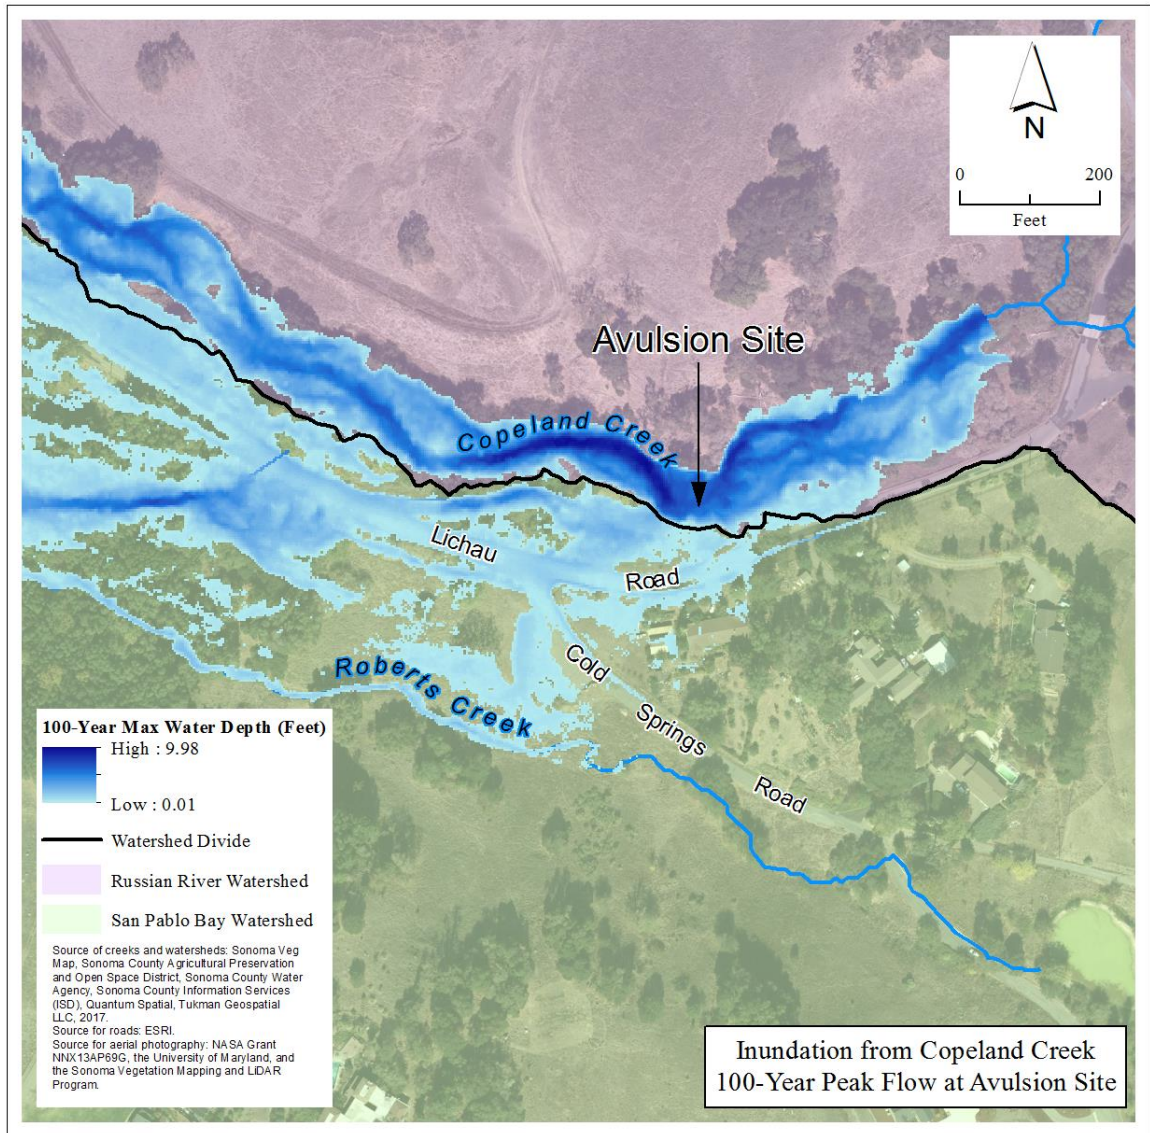 N
0 200
Feet
Avulsion Site
Copeland Creek
Lichau
Road
Cold
Springs
Road
Roberts Creek
100-Year Max Water Depth (Feet)
High : 9.98
Low : 0.01
Watershed Divide
Russian River Watershed
San Pablo Bay Watershed
Source of creeks and watersheds: Sonoma Veg
Map, Sonoma County Agricultural Preservation
and Open Space District, Sonoma County Water
Agency, Sonoma County Information Services
(ISD), Quantum Spatial, Tukman Geospatial
LLC, 2017.
Source for roads: ESRI.
Source for aerial photography: NASA Grant
NNX13AP69G, the University of Maryland, and
the Sonoma Vegetation Mapping and LiDAR
Program.
Inundation from Copeland Creek
100-Year Peak Flow at Avulsion Site